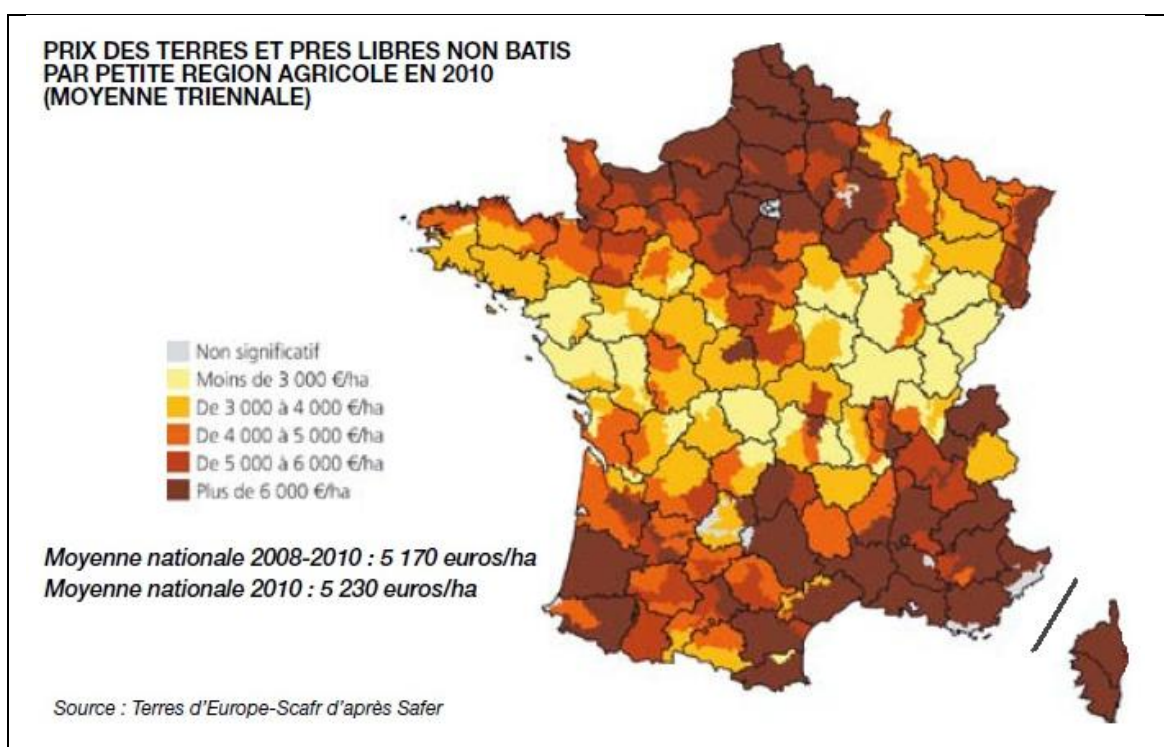 PRIX DES TERRES ET PRES LIBRES NON BATIS
PAR PETITE REGION AGRICOLE EN 2010
(MOYENNE TRIENNALE)
Non significatif
Moins de 3 000 €/ha
De 3 000 à 4 000 €/ha
De 4 000 à 5 000 €/ha
De 5 000 à 6 000 €/ha
Plus de 6 000 €/ha
Moyenne nationale 2008-2010 : 5 170 euros/ha
Moyenne nationale 2010 : 5 230 euros/ha
Source : Terres d'Europe-Scafr d'après Safer